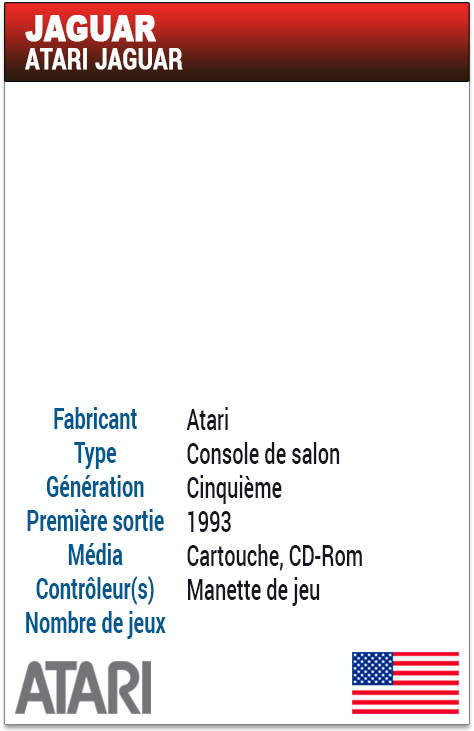 JAGUAR
ATARI JAGUAR
Fabricant Atari
Type Console de salon
Génération Cinquième
Première sortie 1993
Média Cartouche, CD-Rom
Contrôleur(s) Manette de jeu
Nombre de jeux
ATARI